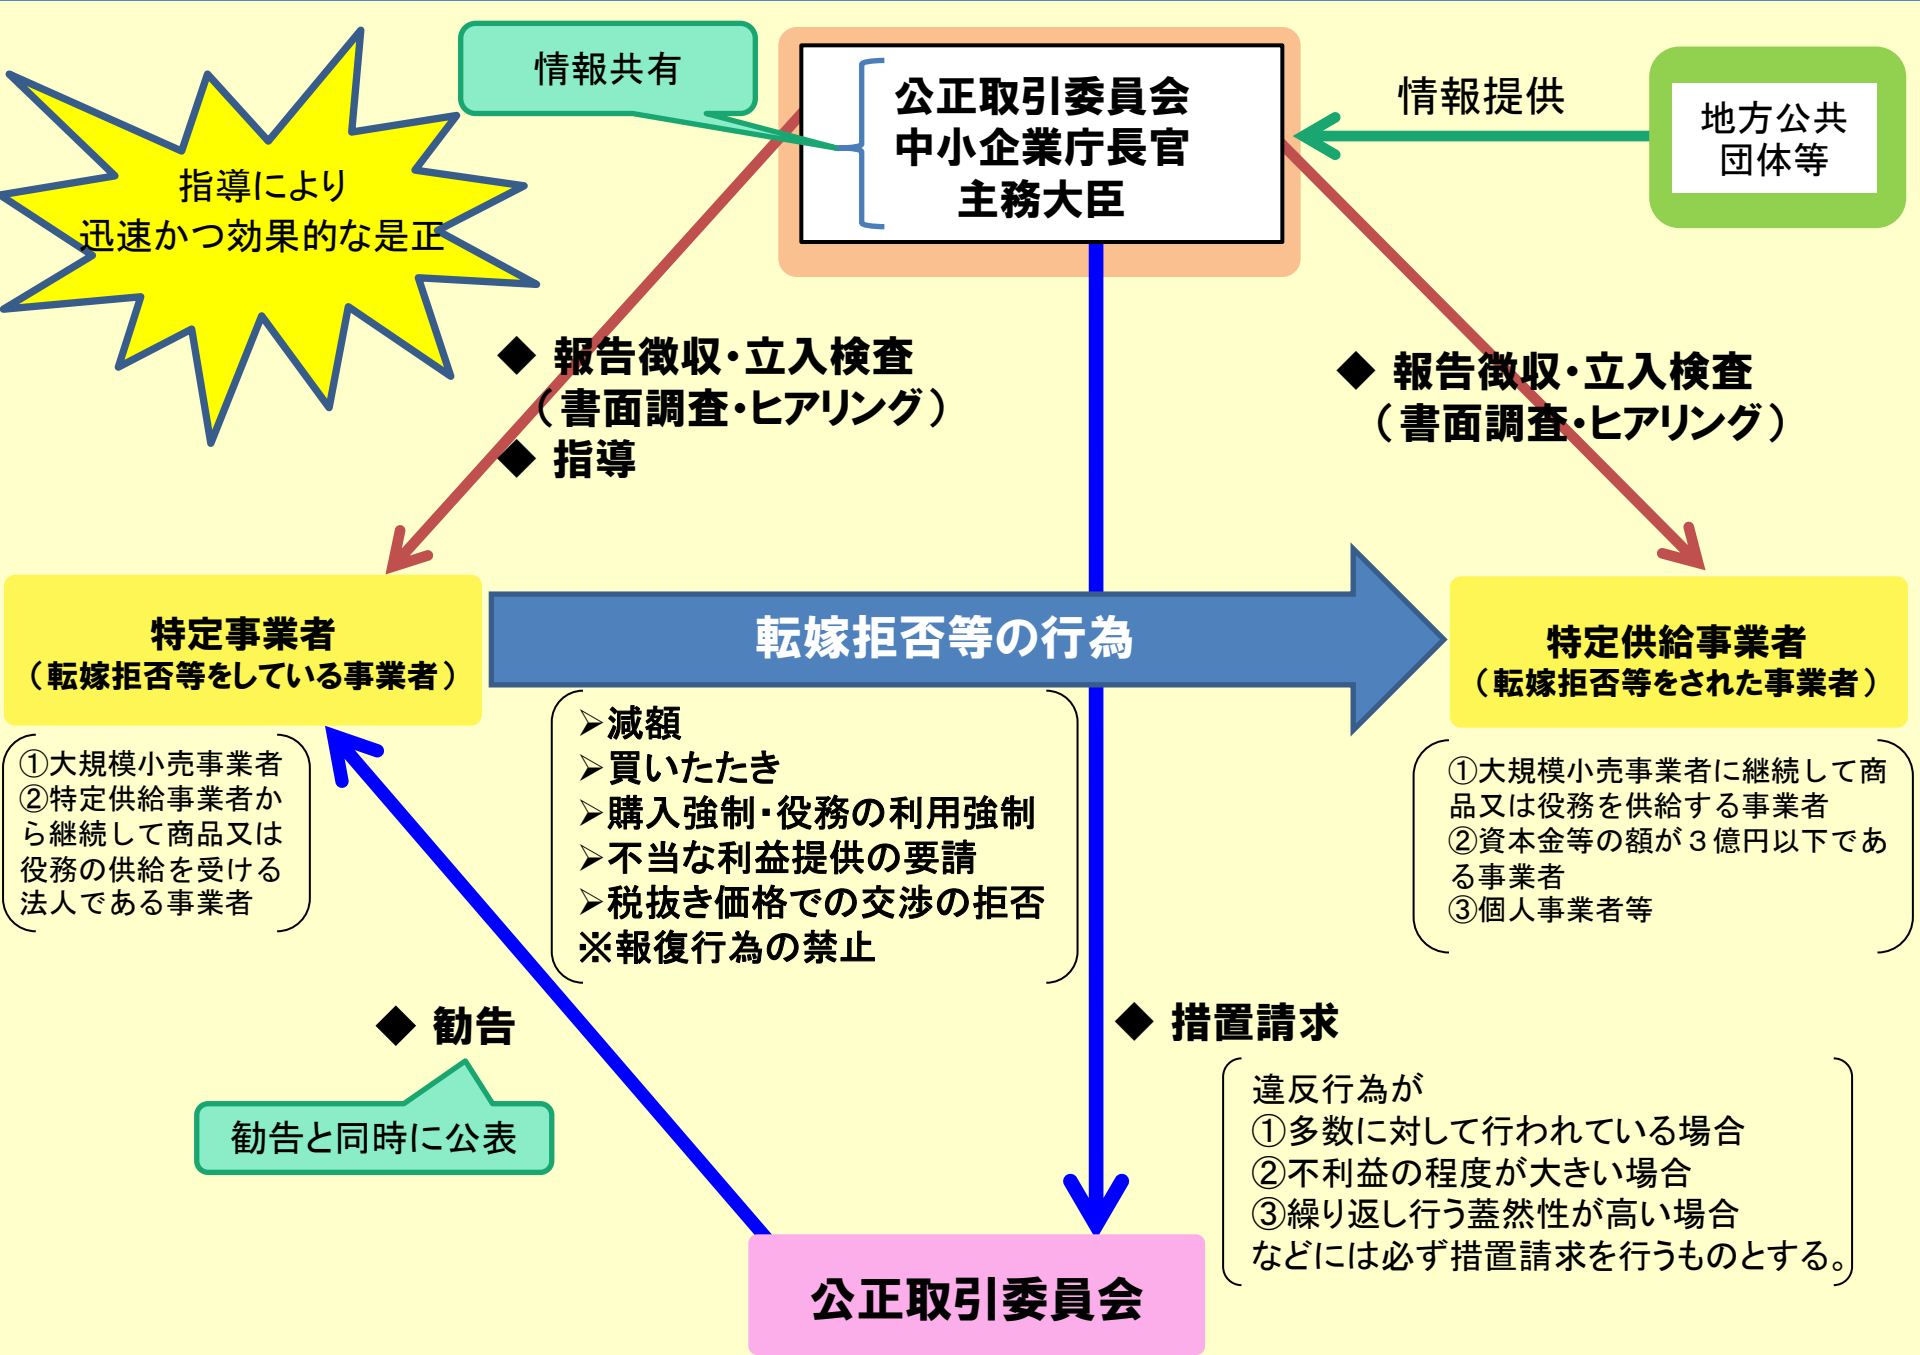 情報共有
公正取引委員会
中小企業庁長官
主務大臣
情報提供
地方公共
団体等
指導により
迅速かつ効果的な是正
◆ 報告徴収・立入検査
（書面調査・ヒアリング）
◆ 指導
◆ 報告徴収・立入検査
（書面調査・ヒアリング）
特定事業者
（転嫁拒否等をしている事業者）
転嫁拒否等の行為
特定供給事業者
（転嫁拒否等をされた事業者）
①大規模小売事業者
②特定供給事業者か
ら継続して商品又は
役務の供給を受ける
法人である事業者
➢減額
➢買いたたき
➢購入強制・役務の利用強制
➢不当な利益提供の要請
➢税抜き価格での交渉の拒否
※報復行為の禁止
①大規模小売事業者に継続して商
品又は役務を供給する事業者
②資本金等の額が３億円以下であ
る事業者
③個人事業者等
◆ 勧告
勧告と同時に公表
◆ 措置請求
違反行為が
①多数に対して行われている場合
②不利益の程度が大きい場合
③繰り返し行う蓋然性が高い場合
などには必ず措置請求を行うものとする。
公正取引委員会